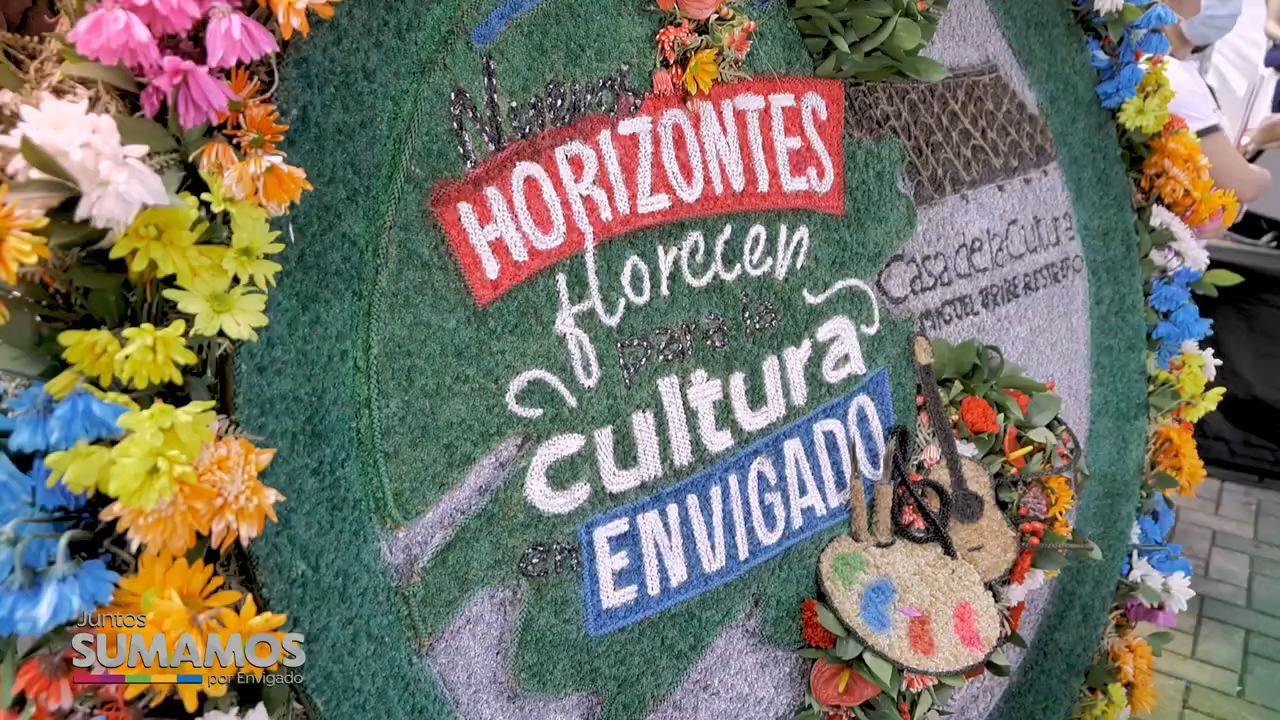 Nuevos
HORIZONTES
florecen
para la
cultura
en ENVIGADO
Casa de la Cultura
MIGUEL URIBE RESTREPO
Juntos
SUMAMOS
por Envigado